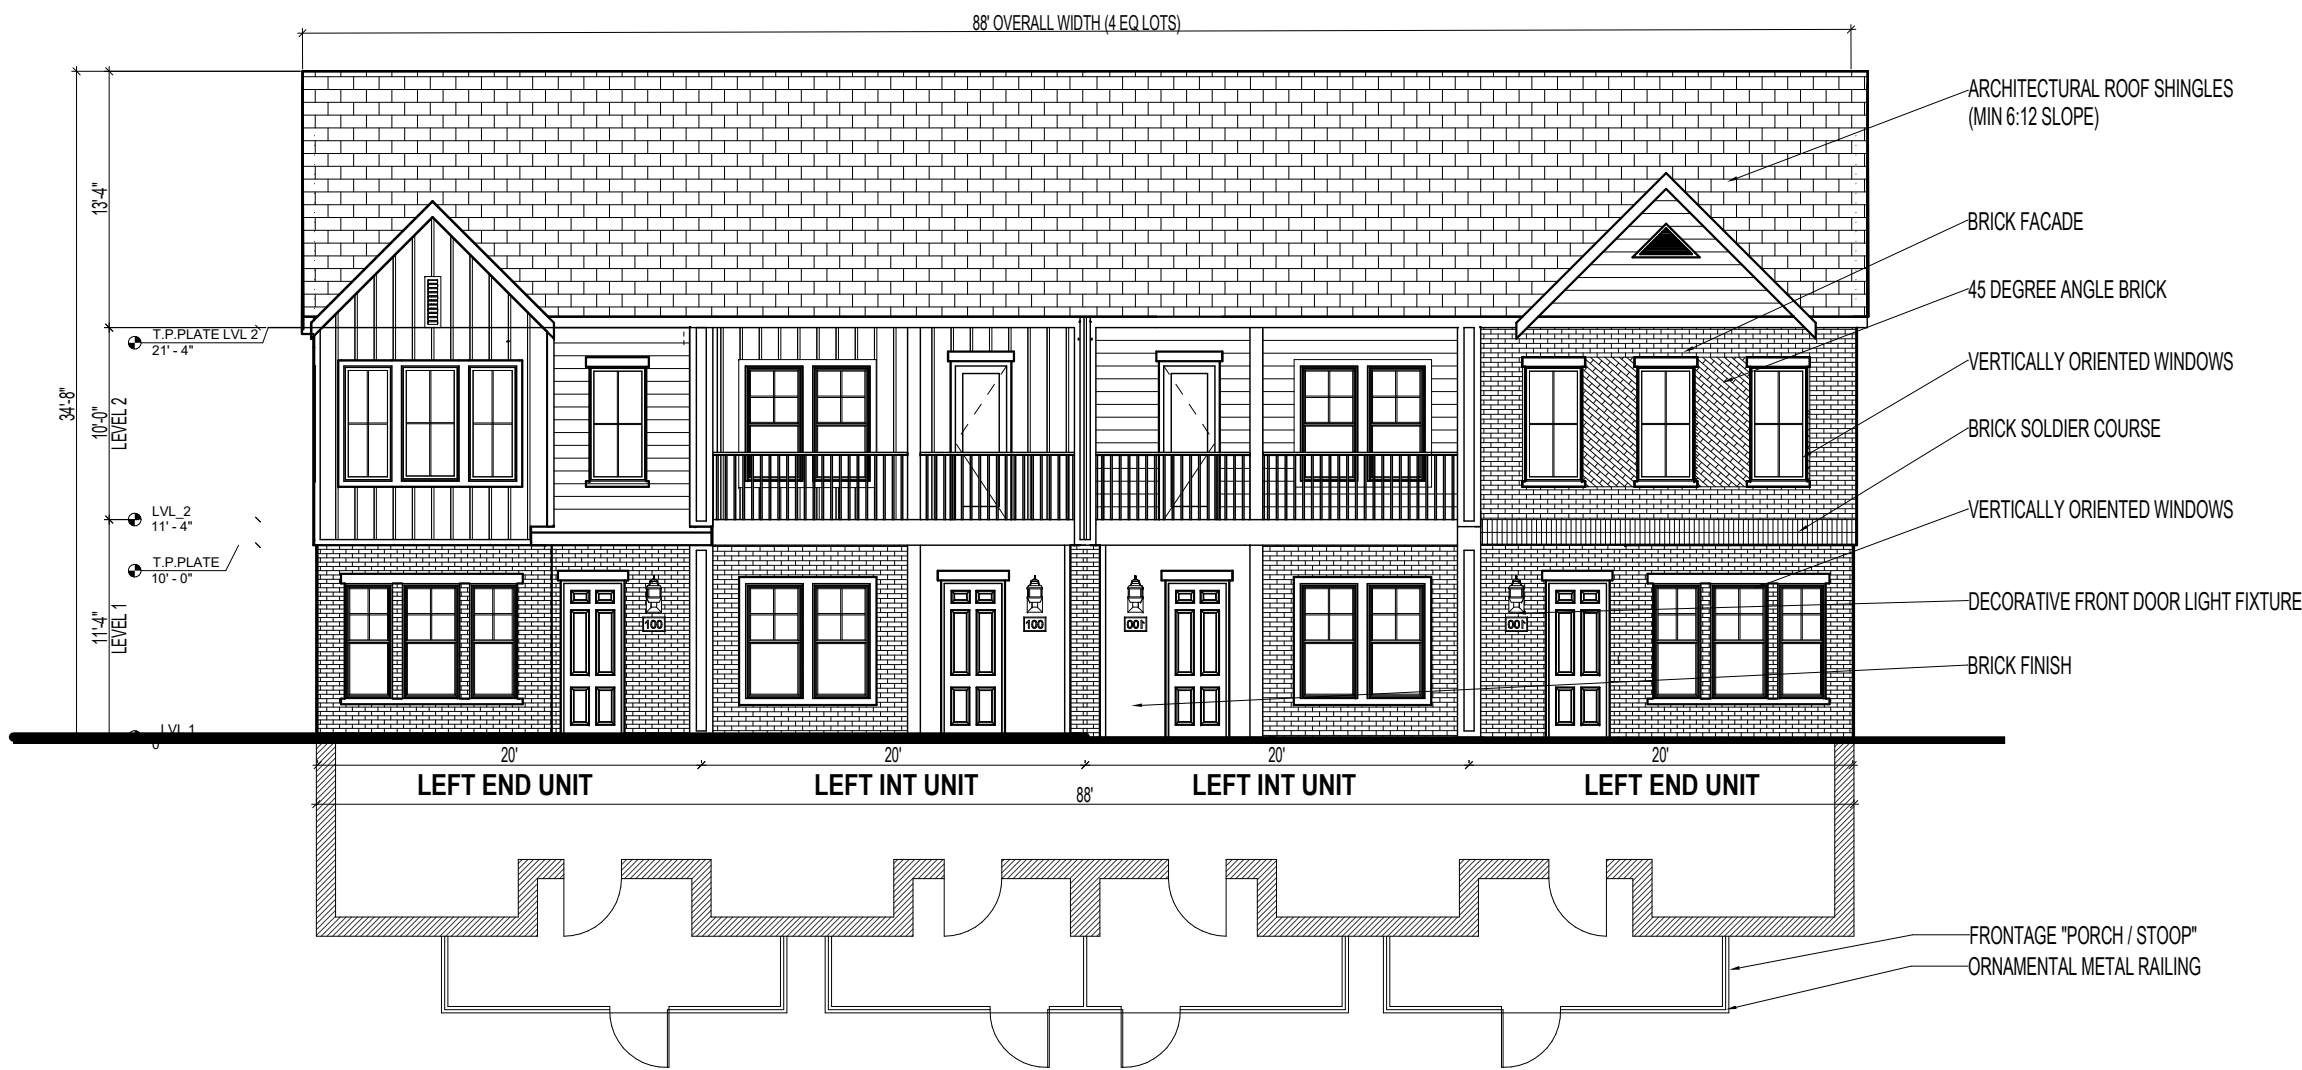 88' OVERALL WIDTH (4 EQ LOTS)
ARCHITECTURAL ROOF SHINGLES
(MIN 6:12 SLOPE)
BRICK FACADE
45 DEGREE ANGLE BRICK
VERTICALLY ORIENTED WINDOWS
BRICK SOLDIER COURSE
VERTICALLY ORIENTED WINDOWS
DECORATIVE FRONT DOOR LIGHT FIXTURE
BRICK FINISH
34'-8"
13'-4"
10'-0"
LEVEL 2
11'-4"
LEVEL 1
T.P.PLATE LVL 2
21' - 4"
LVL_2
11' - 4"
T.P.PLATE
10' - 0"
LVL_1
0'
100
100
100
100
20'
20'
20'
20'
LEFT END UNIT
LEFT INT UNIT
LEFT INT UNIT
LEFT END UNIT
88'
FRONTAGE "PORCH / STOOP"
ORNAMENTAL METAL RAILING